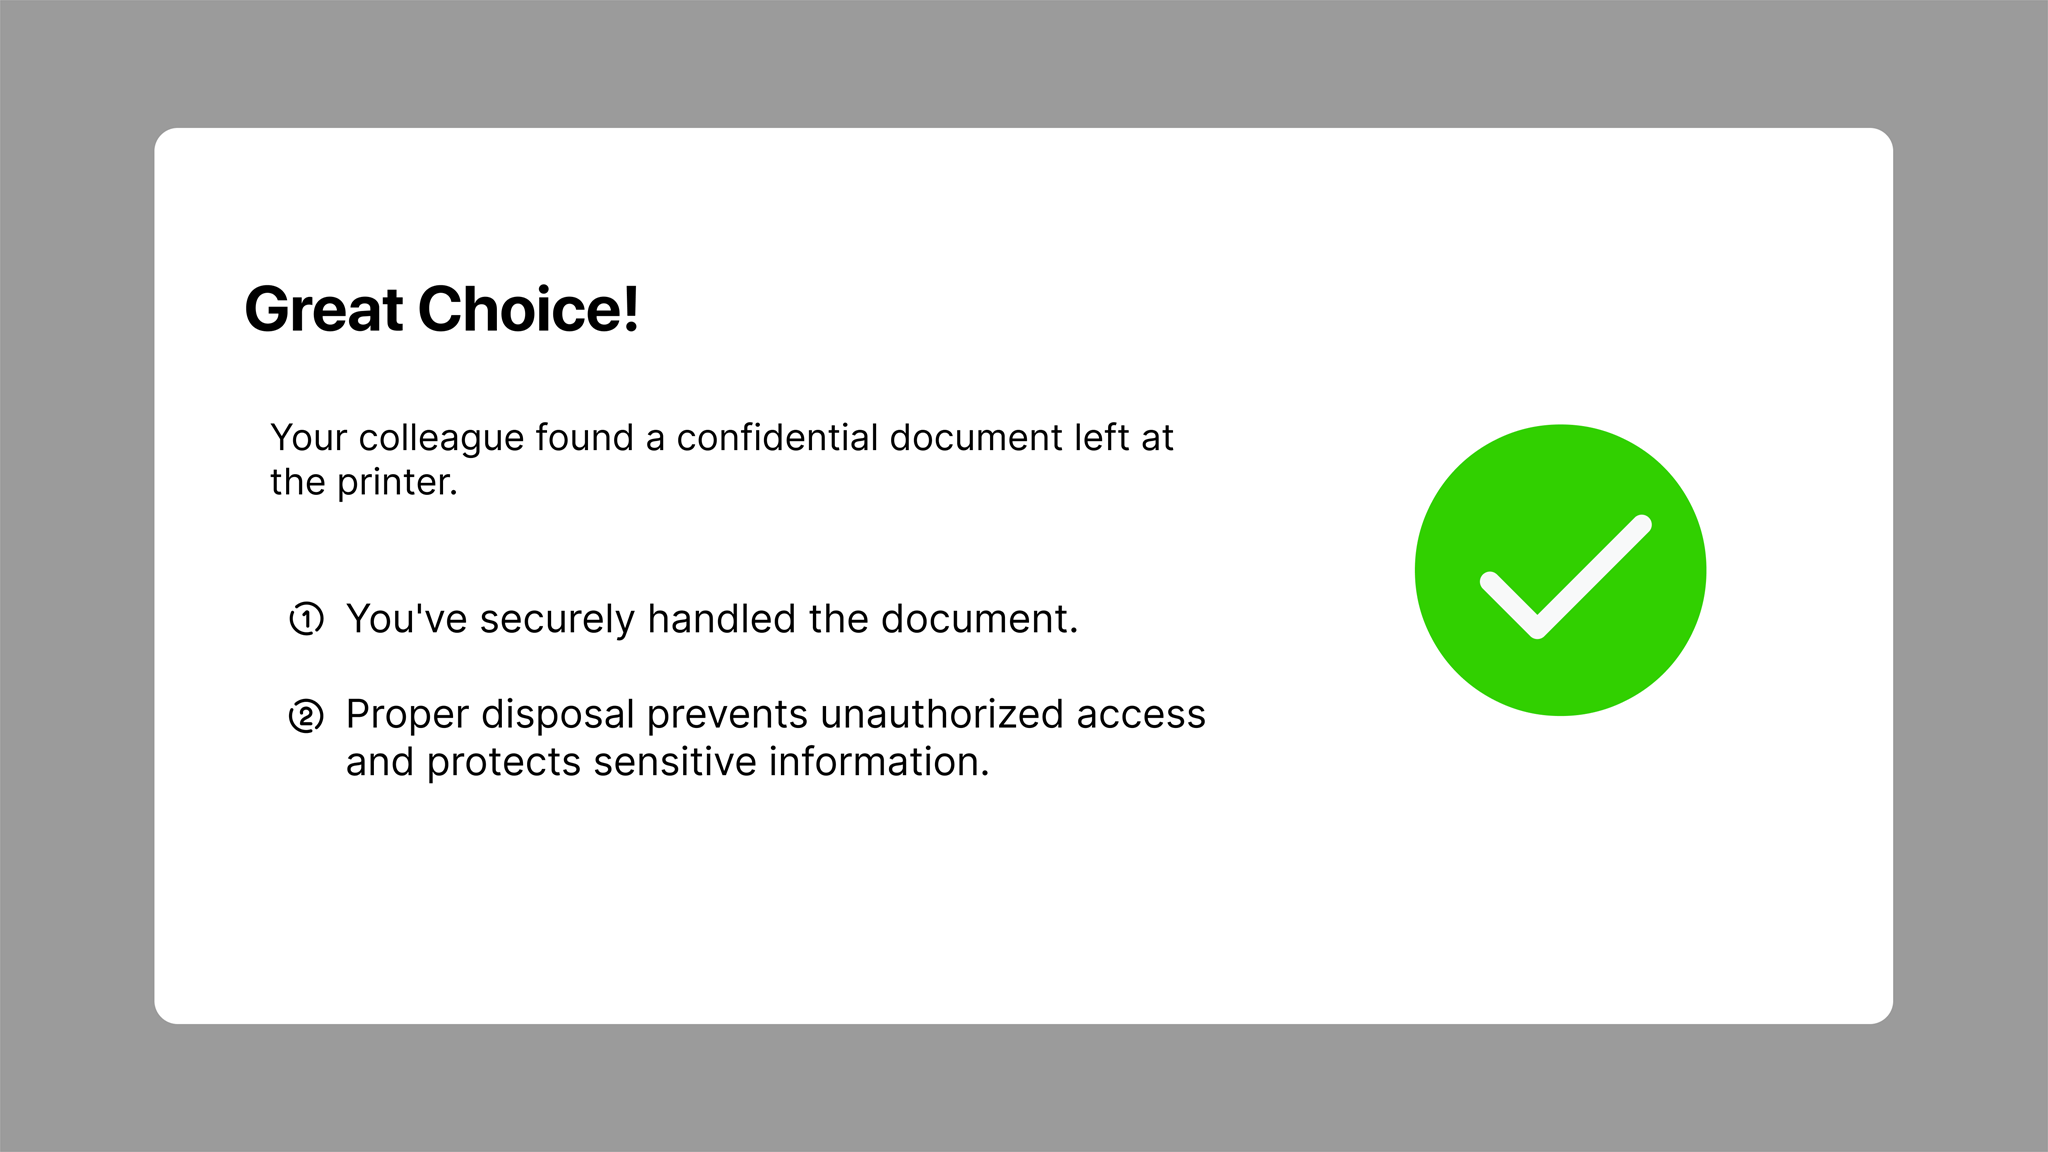 Great Choice!
Your colleague found a confidential document left at
the printer.
1 You've securely handled the document.
2 Proper disposal prevents unauthorized access
and protects sensitive information.